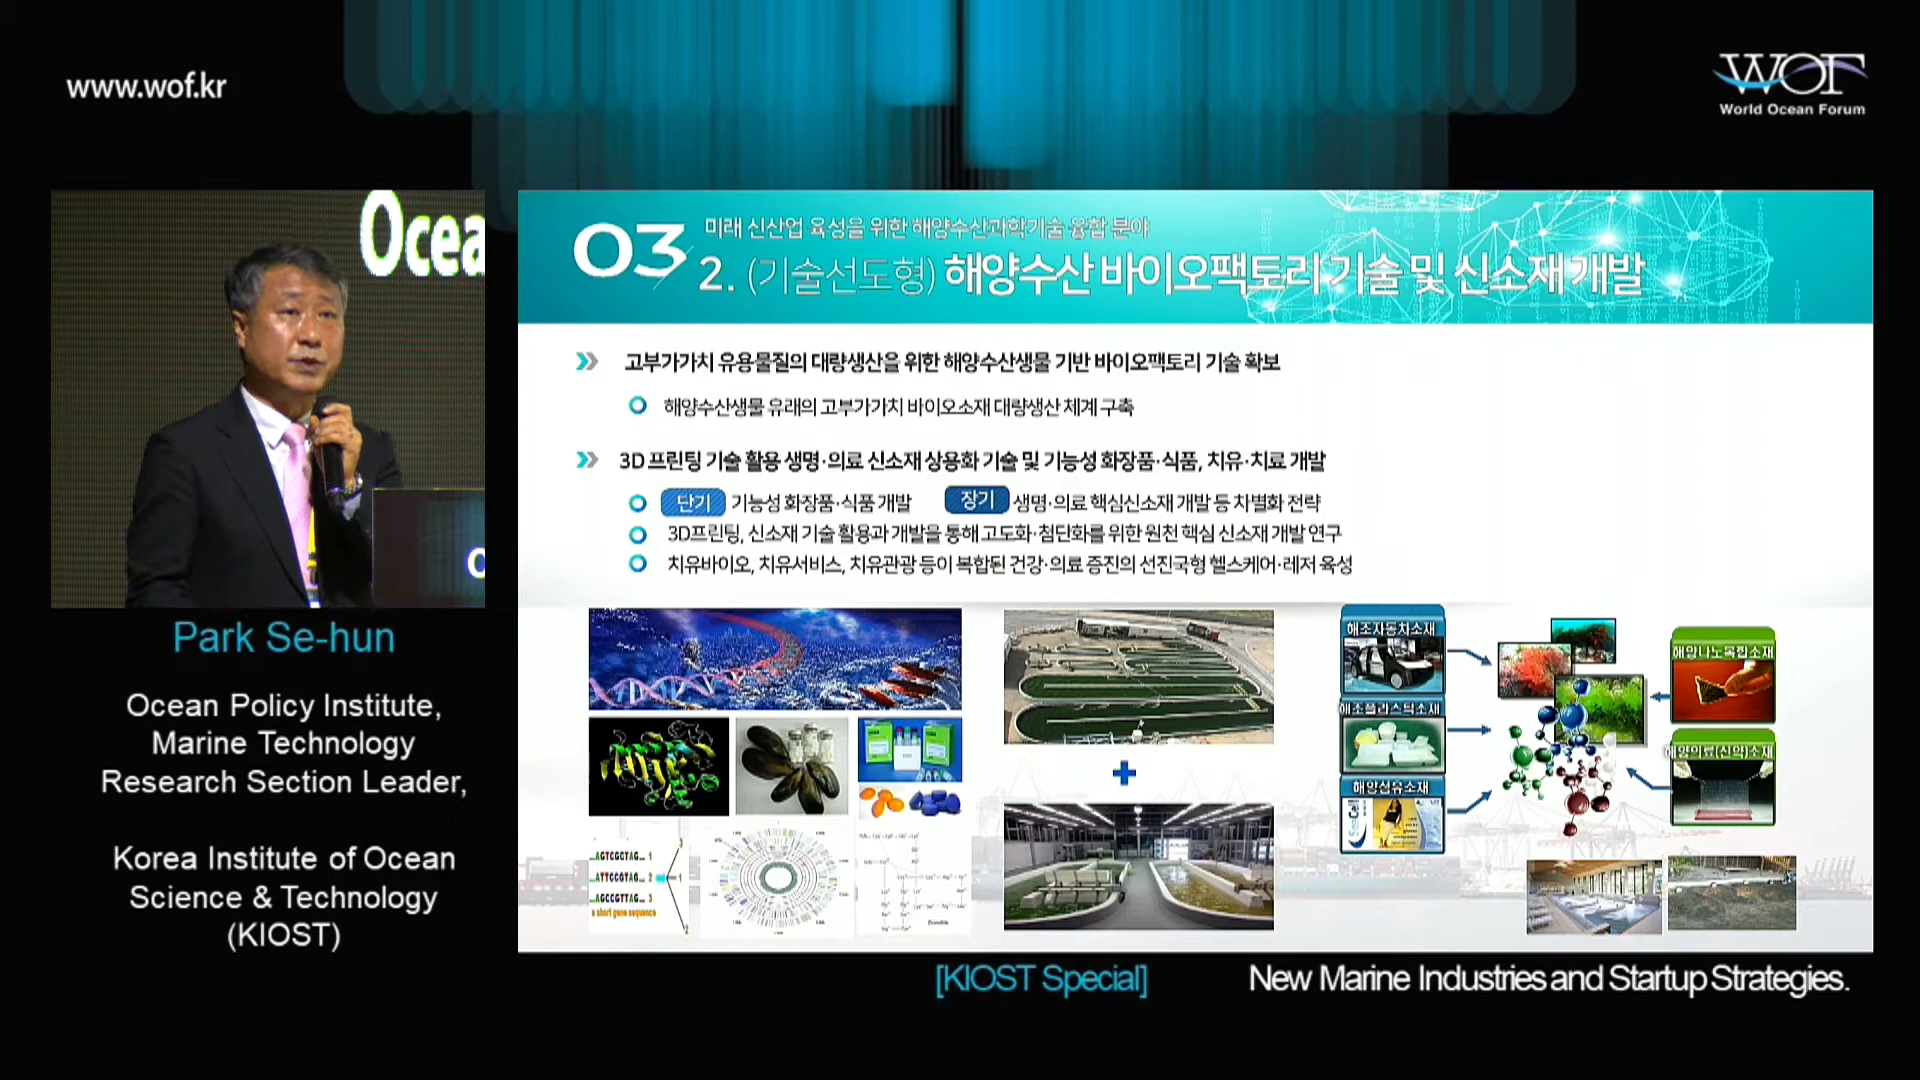 www.wof.kr
WOF
World Ocean Forum
Ocea
O
Park Se-hun
Ocean Policy Institute,
Marine Technology
Research Section Leader,
Korea Institute of Ocean
Science & Technology
(KIOST)
03
미래 신산업 육성을 위한 해양수산과학기술 융합 분야
2. (기술선도형) 해양수산 바이오팩토리 기술 및 신소재 개발
고부가가치 유용물질의 대량생산을 위한 해양수산생물 기반 바이오팩토리 기술 확보
해양수산생물 유래의 고부가가치 바이오소재 대량생산 체계 구축
3D 프린팅 기술 활용 생명·의료 신소재 상용화 기술 및 기능성 화장품·식품, 치유·치료 개발
단기 기능성 화장품·식품 개발 장기 생명·의료 핵심신소재 개발 등 차별화 전략
3D프린팅, 신소재 기술 활용과 개발을 통해 고도화·첨단화를 위한 원천 핵심 신소재 개발 연구
치유바이오, 치유서비스, 치유관광 등이 복합된 건강·의료 증진의 선진국형 헬스케어·레저 육성
해조자동차소재
해조플라스틱소재
해양섬유소재
해양나노복합소재
해양의료(신약)소재
...AGTCGCTAG... 1
...ATTCCGTAG... 2
...AGCCGTTAG... 3
a short gene sequence
[KIOST Special]
New Marine Industries and Startup Strategies.